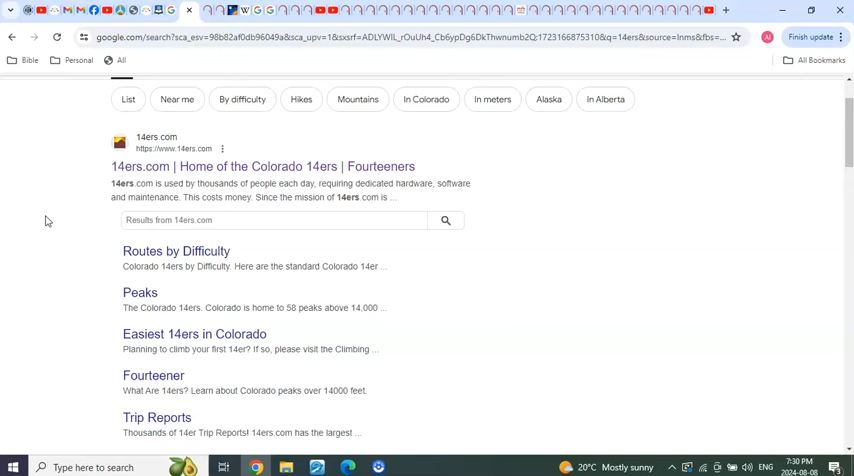 google.com/search?sca_esv=98b82af0db96049a&sca_upv=1&sxsrf=ADLYWIL_rOuUh4_Cb6ypDg6DkThwnumb2Q:1723166875310&q=14ers&source=lnms&fbs=...
AI
Finish update
Bible
Personal
All
All Bookmarks
List
Near me
By difficulty
Hikes
Mountains
In Colorado
In meters
Alaska
In Alberta
14ers.com
https://www.14ers.com
14ers.com | Home of the Colorado 14ers | Fourteeners
14ers.com is used by thousands of people each day, requiring dedicated hardware, software
and maintenance. This costs money. Since the mission of 14ers.com is ...
Results from 14ers.com
Routes by Difficulty
Colorado 14ers by Difficulty. Here are the standard Colorado 14er ...
Peaks
The Colorado 14ers. Colorado is home to 58 peaks above 14,000 ...
Easiest 14ers in Colorado
Planning to climb your first 14er? If so, please visit the Climbing ...
Fourteener
What Are 14ers? Learn about Colorado peaks over 14000 feet.
Trip Reports
Thousands of 14er Trip Reports! 14ers.com has the largest ...
Type here to search
20°C Mostly sunny
ENG
7:30 PM
2024-08-08